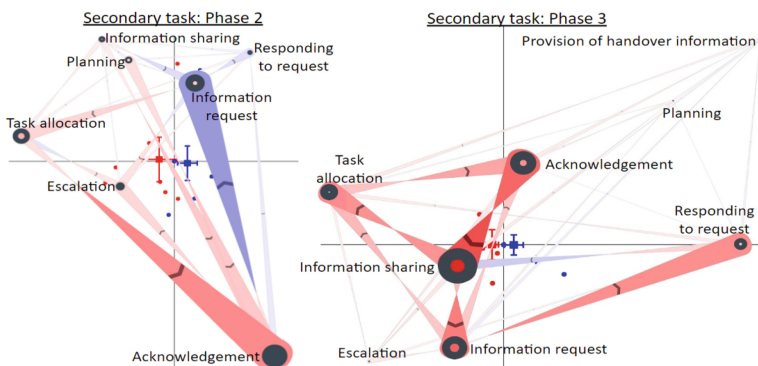 Secondary task: Phase 2
Information sharing
Responding
to request
Planning
Information
request
Task allocation
Escalation
Acknowledgement
Secondary task: Phase 3
Provision of handover information
Planning
Acknowledgement
Task
allocation
Responding
to request
Information sharing
Escalation
Information request